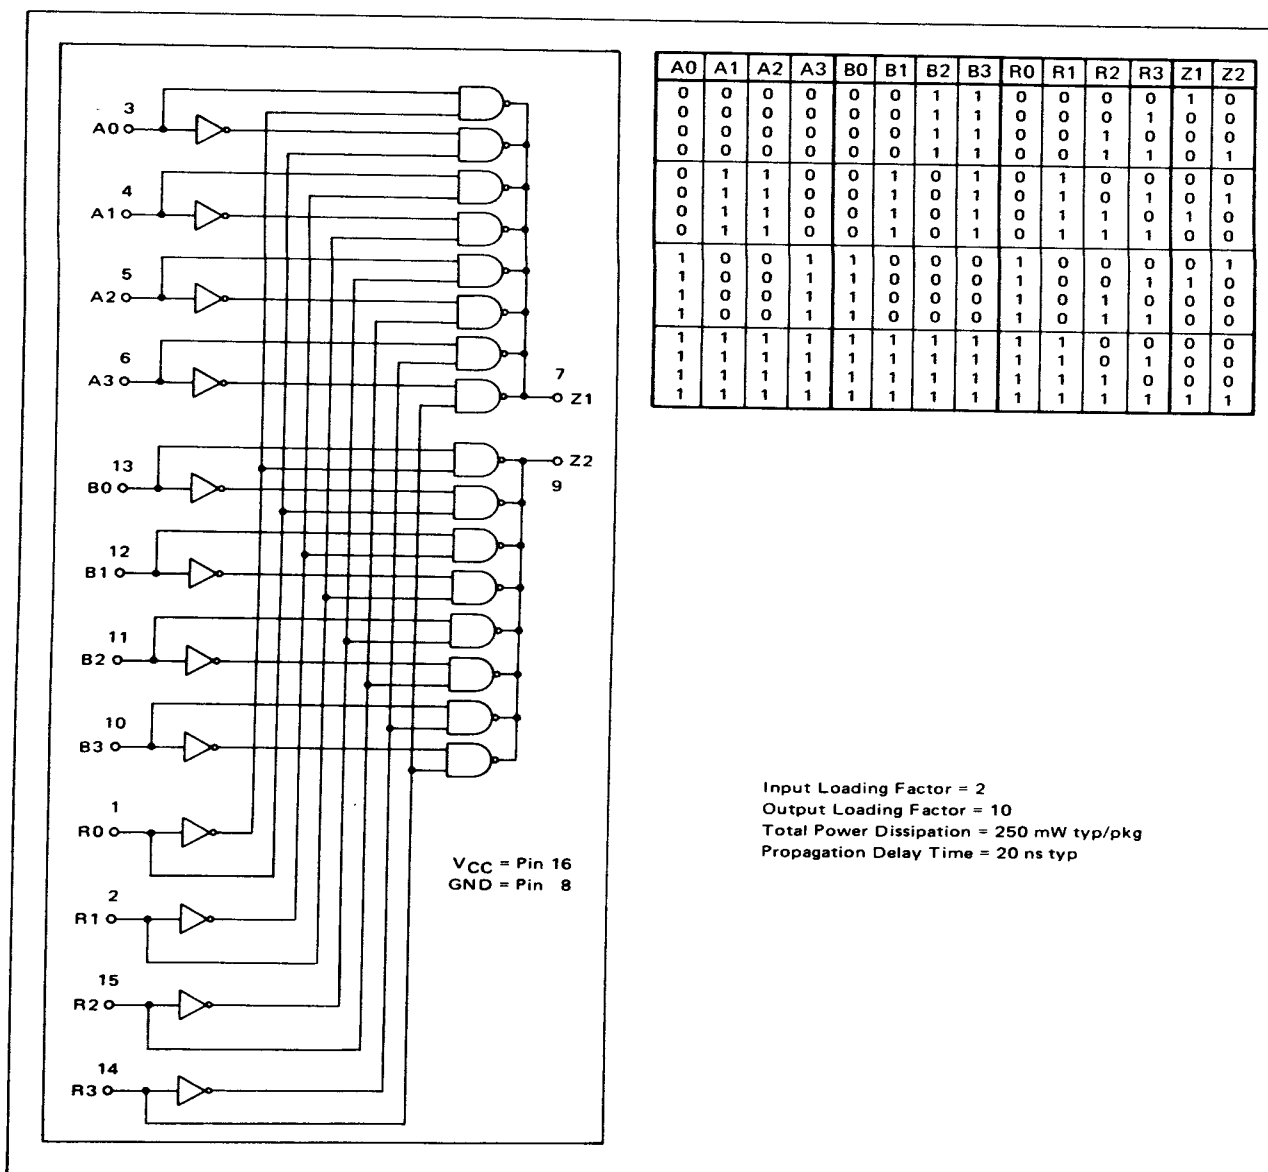 3
A0
4
A1
5
A2
6
A3
7
Z1
13
B0
Z2
9
12
B1
11
B2
10
B3
1
R0
2
R1
15
R2
14
R3
VCC = Pin 16
GND = Pin 8
A0 A1 A2 A3 B0 B1 B2 B3 R0 R1 R2 R3 Z1 Z2
0 0 0 0 0 0 1 1 0 0 0 0 1 0
0 0 0 0 0 0 1 1 0 0 0 1 0 0
0 0 0 0 0 0 1 1 0 0 1 0 0 0
0 0 0 0 0 0 1 1 0 0 1 1 0 1
0 1 1 0 0 1 0 1 0 1 0 0 0 0
0 1 1 0 0 1 0 1 0 1 0 1 0 1
0 1 1 0 0 1 0 1 0 1 1 0 1 0
0 1 1 0 0 1 0 1 0 1 1 1 0 0
1 0 0 1 1 0 0 0 1 0 0 0 0 1
1 0 0 1 1 0 0 0 1 0 0 1 1 0
1 0 0 1 1 0 0 0 1 0 1 0 0 0
1 0 0 1 1 0 0 0 1 0 1 1 0 0
1 1 1 1 1 1 1 1 1 1 0 0 0 0
1 1 1 1 1 1 1 1 1 1 0 1 0 0
1 1 1 1 1 1 1 1 1 1 1 0 0 0
1 1 1 1 1 1 1 1 1 1 1 1 1 1
Input Loading Factor = 2
Output Loading Factor = 10
Total Power Dissipation = 250 mW typ/pkg
Propagation Delay Time = 20 ns typ